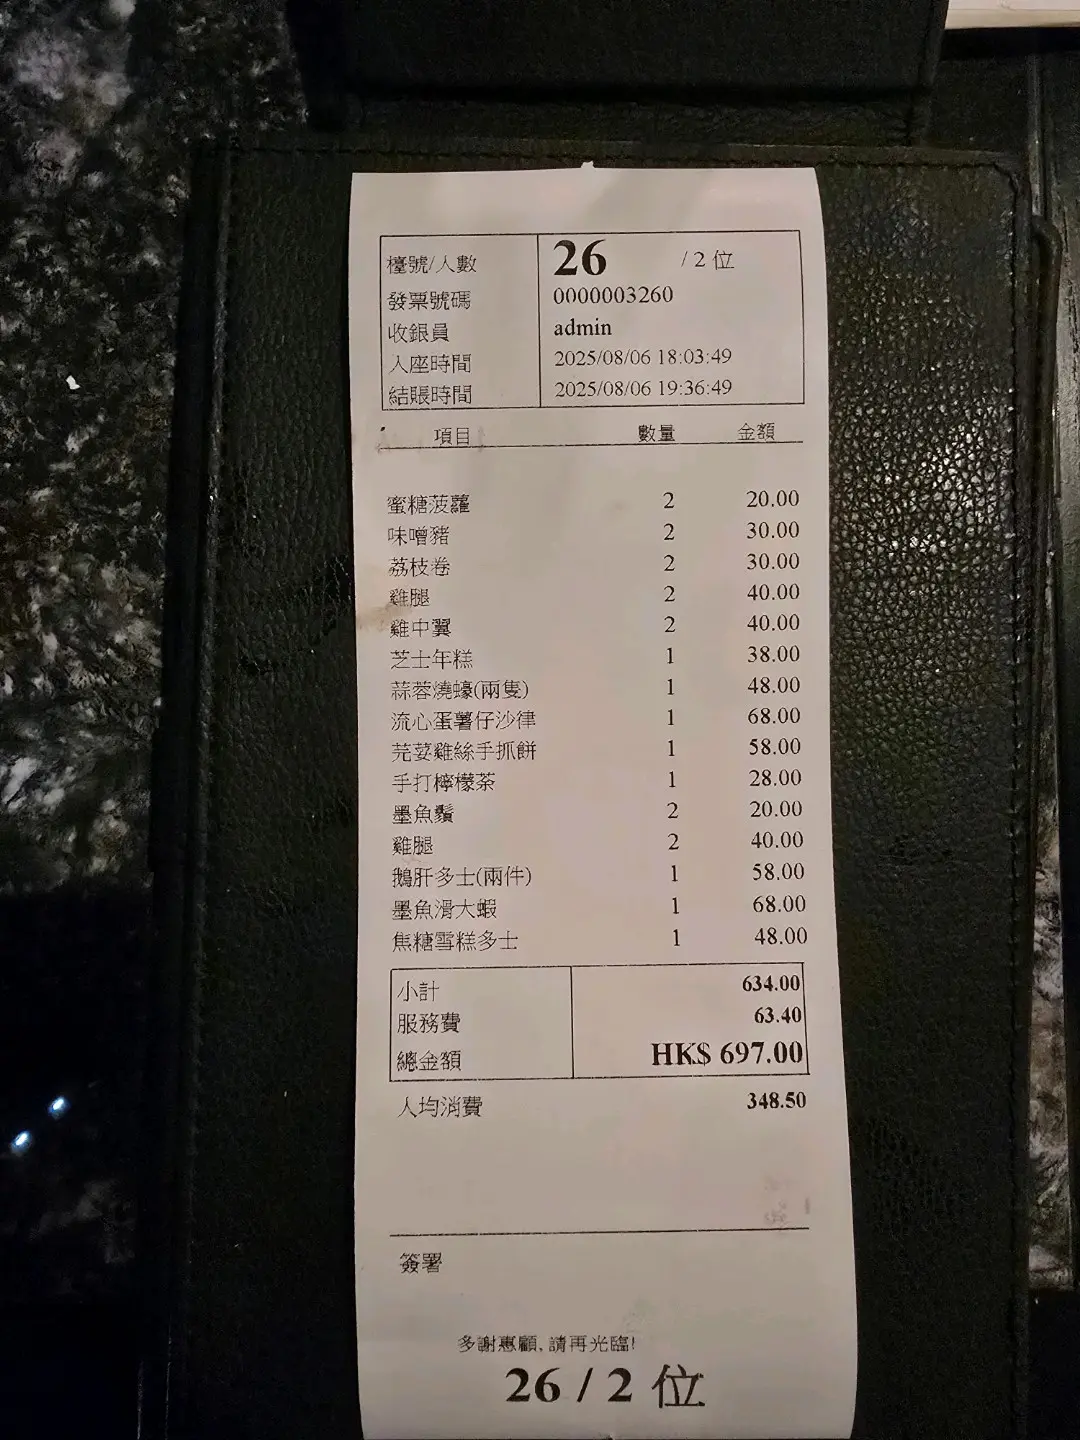 檯號/人數 26 / 2 位
發票號碼 0000003260
收銀員 admin
入座時間 2025/08/06 18:03:49
結賬時間 2025/08/06 19:36:49
項目 數量 金額
蜜糖菠蘿 2 20.00
味噌豬 2 30.00
荔枝卷 2 30.00
雞腿 2 40.00
雞中翼 2 40.00
芝士年糕 1 38.00
蒜蓉燒蠔(兩隻) 1 48.00
流心蛋薯仔沙律 1 68.00
芫荽雞絲手抓餅 1 58.00
手打檸檬茶 1 28.00
墨魚鬚 2 20.00
雞腿 2 40.00
鵝肝多士(兩件) 1 58.00
墨魚滑大蝦 1 68.00
焦糖雪糕多士 1 48.00
小計 634.00
服務費 63.40
總金額 HK$ 697.00
人均消費 348.50
簽署
多謝惠顧, 請再光臨!
26 / 2 位